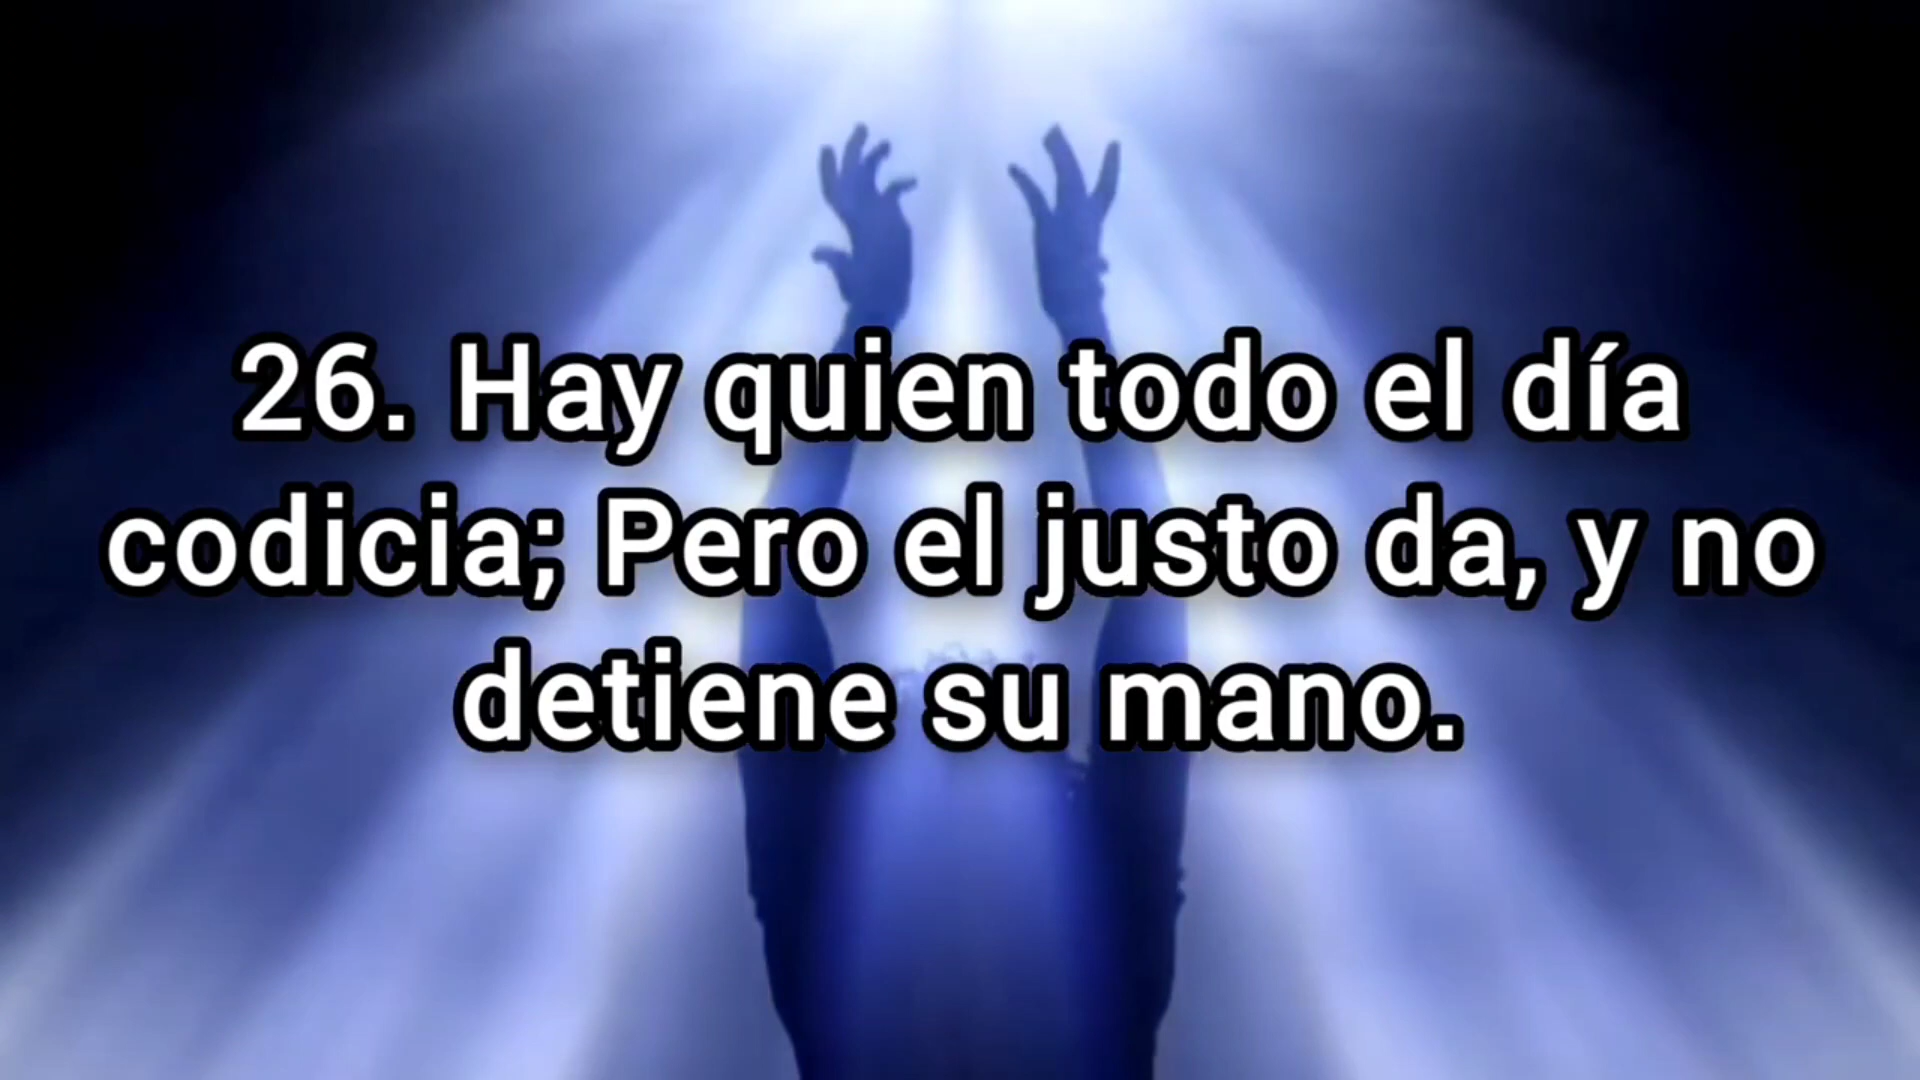 26. Hay quien todo el día
codicia; Pero el justo da, y no
detiene su mano.